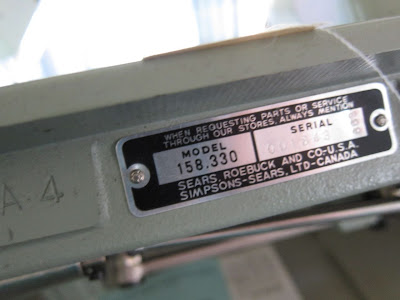 WHEN REQUESTING PARTS OR SERVICE
THROUGH OUR STORES, ALWAYS MENTION
MODEL SERIAL
158.330
SEARS, ROEBUCK AND CO-U.S.A.
SIMPSONS-SEARS, LTD-CANADA
A·4